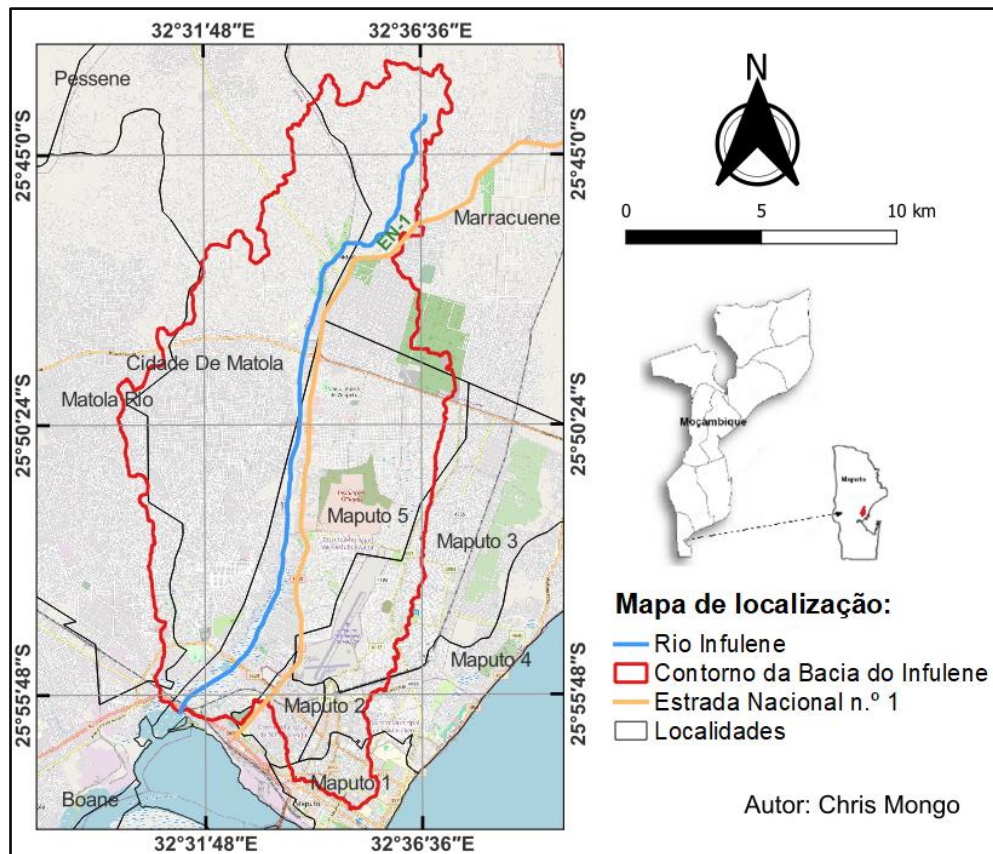 32°31′48″E
32°36′36″E
Pessene
25°45′0″S
25°45′0″S
Marracuene
EN-1
N
0
5
10 km
Cidade De Matola
Matola Rio
25°50′24″S
25°50′24″S
Moçambique
Maputo
Maputo 5
Maputo 3
Maputo 4
25°55′48″S
25°55′48″S
Maputo 2
Maputo 1
Boane
32°31′48″E
32°36′36″E
Mapa de localização:
Rio Infulene
Contorno da Bacia do Infulene
Estrada Nacional n.º 1
Localidades
Autor: Chris Mongo